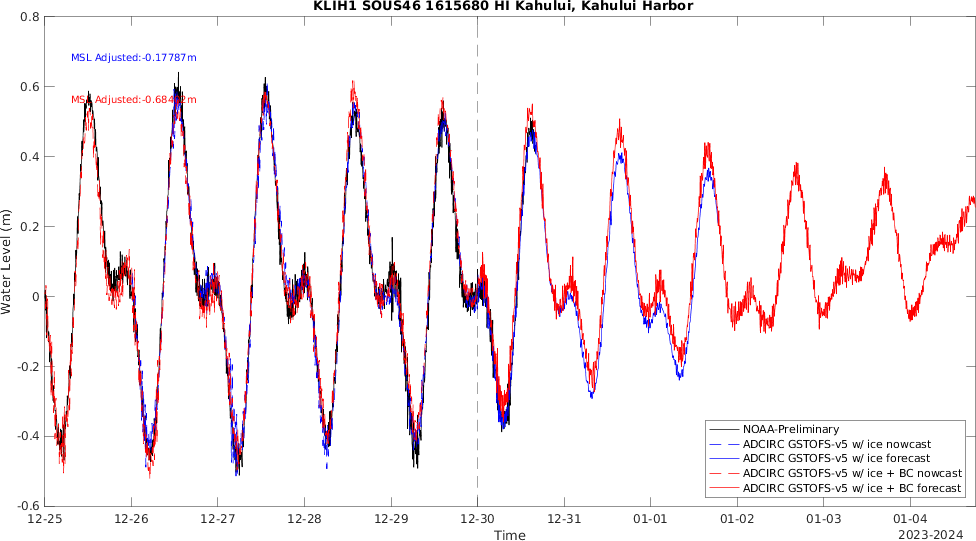 KLIH1 SOUS46 1615680 HI Kahului, Kahului Harbor
0.8
0.6
0.4
0.2
0
-0.2
-0.4
-0.6
Water Level (m)
MSL Adjusted:-0.17787m
Adjusted:-0.68
NOAA-Preliminary
ADCIRC GSTOFS-v5 w/ ice nowcast
ADCIRC GSTOFS-v5 w/ ice forecast
ADCIRC GSTOFS-v5 w/ ice + BC nowcast
ADCIRC GSTOFS-v5 w/ ice + BC forecast
12-25 12-26 12-27 12-28 12-29 12-30 12-31 01-01 01-02 01-03 01-04
Time
2023-2024